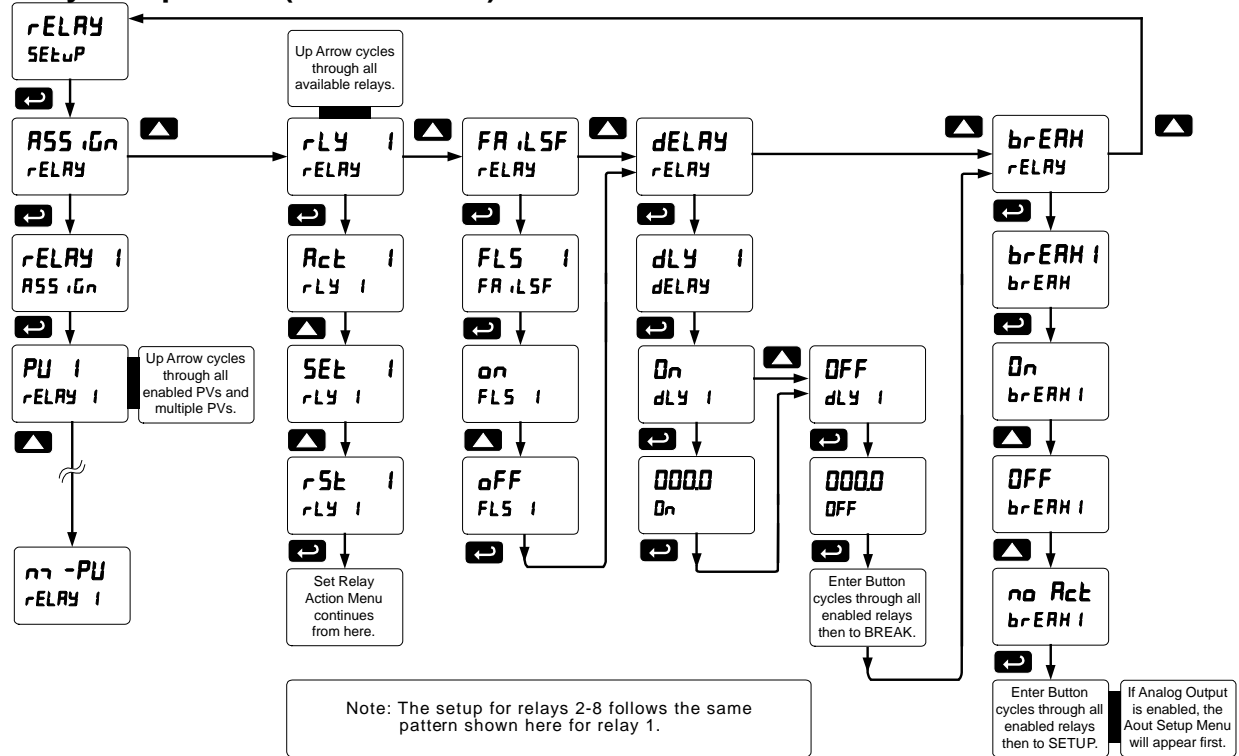 rELAY
SEtuP
ASSiGn
rELAY
rELAY 1
ASSiGn
PV 1
rELAY 1
Up Arrow cycles
through all
enabled PVs and
multiple PVs.
m -PV
rELAY 1
Up Arrow cycles
through all
available relays.
rLY 1
rELAY
Act 1
rLY 1
SEt 1
rLY 1
rSt 1
rLY 1
Set Relay
Action Menu
continues
from here.
FAiLSF
rELAY
FLS 1
FAiLSF
on
FLS 1
oFF
FLS 1
dELAY
rELAY
dLY 1
dELAY
On
dLY 1
000.0
On
OFF
dLY 1
000.0
OFF
Enter Button
cycles through all
enabled relays
then to BREAK.
brEAK
rELAY
brEAK 1
brEAK
On
brEAK 1
OFF
brEAK 1
no Act
brEAK 1
Enter Button
cycles through all
enabled relays
then to SETUP.
If Analog Output
is enabled, the
Aout Setup Menu
will appear first.
Note: The setup for relays 2-8 follows the same
pattern shown here for relay 1.